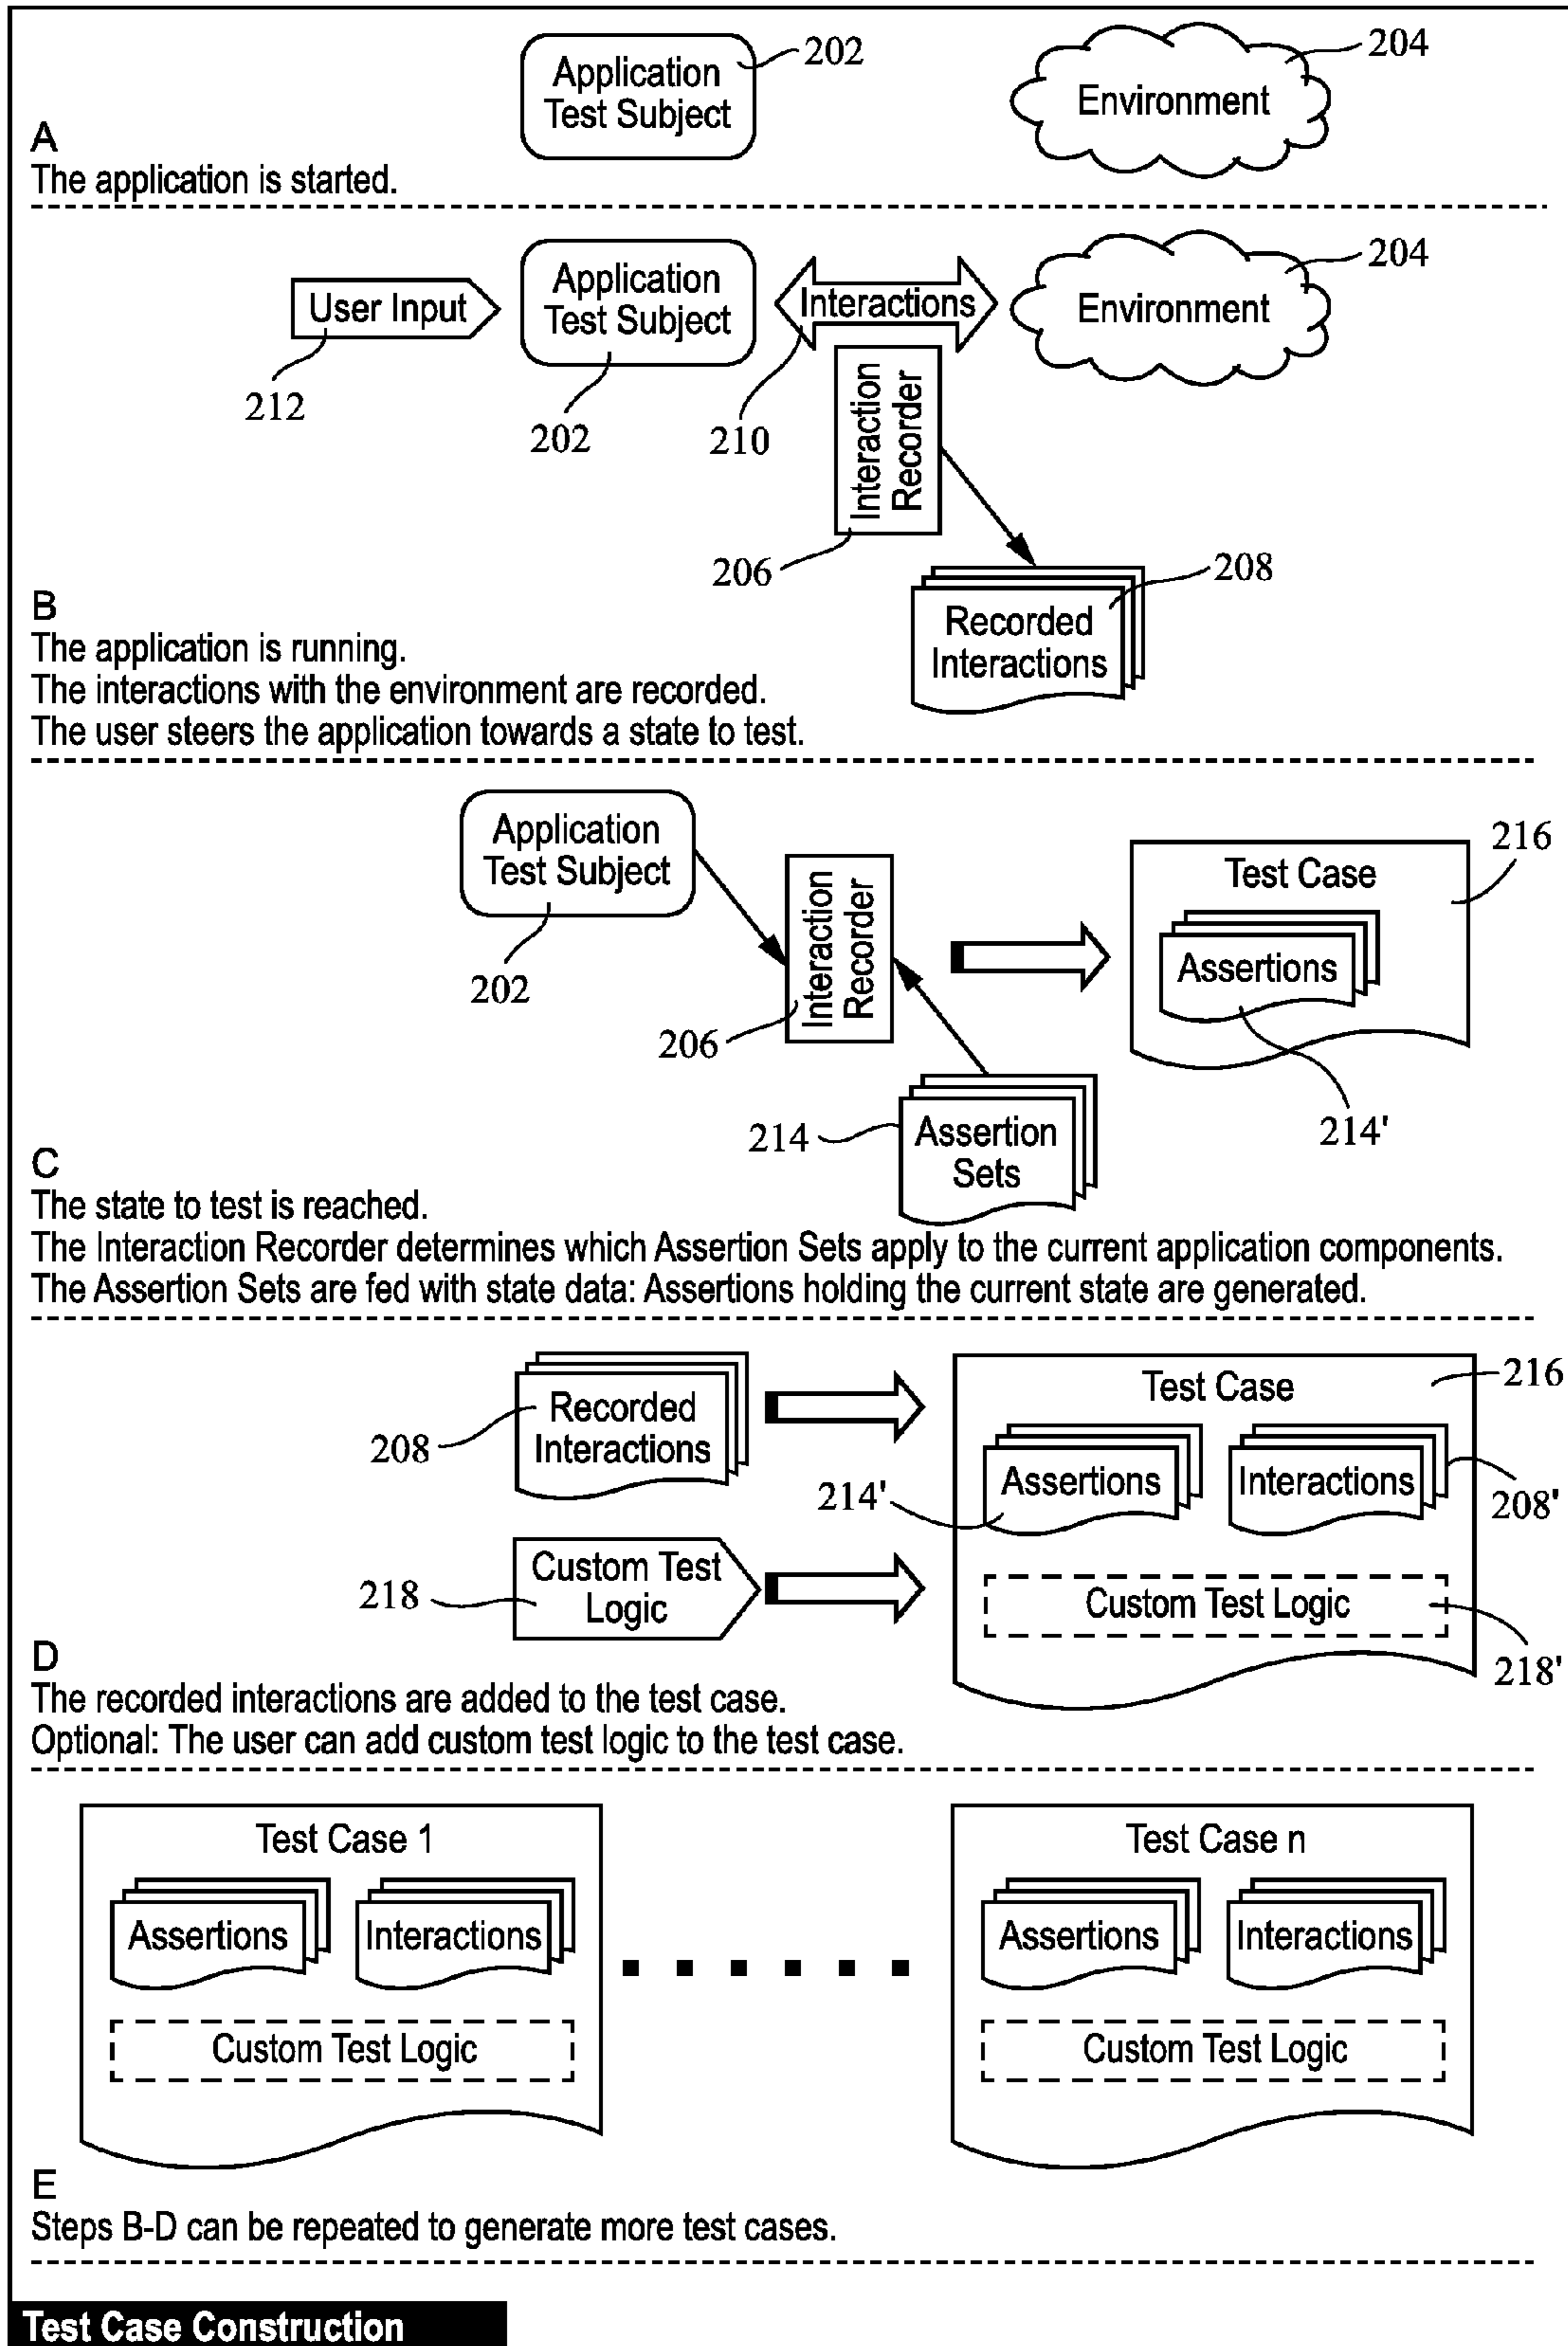 Application
Test Subject
202
Environment
204
A
The application is started.
User Input
212
Application
Test Subject
202
Interactions
210
Environment
204
Interaction
Recorder
206
Recorded
Interactions
208
B
The application is running.
The interactions with the environment are recorded.
The user steers the application towards a state to test.
Application
Test Subject
202
Interaction
Recorder
206
Assertion
Sets
214
Test Case
216
Assertions
214'
C
The state to test is reached.
The Interaction Recorder determines which Assertion Sets apply to the current application components.
The Assertion Sets are fed with state data: Assertions holding the current state are generated.
Recorded
Interactions
208
Custom Test
Logic
218
Test Case
216
Assertions
214'
Interactions
208'
Custom Test Logic
218'
D
The recorded interactions are added to the test case.
Optional: The user can add custom test logic to the test case.
Test Case 1
Assertions
Interactions
Custom Test Logic
Test Case n
Assertions
Interactions
Custom Test Logic
E
Steps B-D can be repeated to generate more test cases.
Test Case Construction